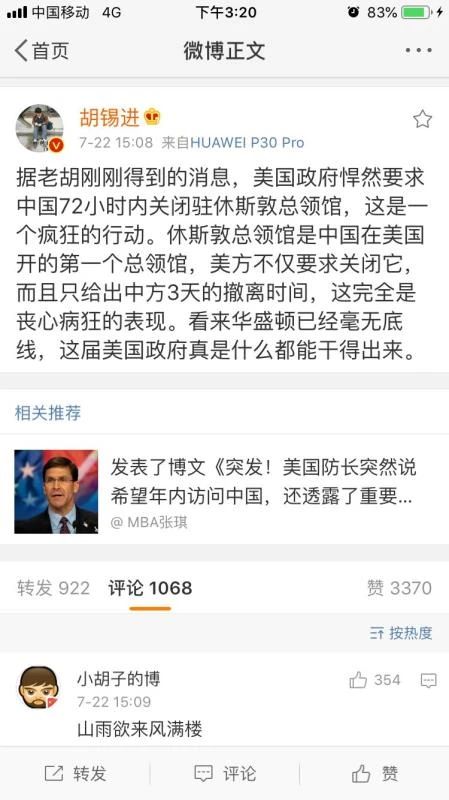 中国移动 4G 下午3:20 83%
首页 微博正文
胡锡进
7-22 15:08 来自HUAWEI P30 Pro
据老胡刚刚得到的消息，美国政府悍然要求
中国72小时内关闭驻休斯敦总领馆，这是一
个疯狂的行动。休斯敦总领馆是中国在美国
开的第一个总领馆，美方不仅要求关闭它，
而且只给出中方3天的撤离时间，这完全是
丧心病狂的表现。看来华盛顿已经毫无底
线，这届美国政府真是什么都能干得出来。
相关推荐
发表了博文《突发！美国防长突然说
希望年内访问中国，还透露了重要...
@ MBA张琪
转发 922 评论 1068 赞 3370
按热度
小胡子的博 354
7-22 15:09
山雨欲来风满楼
转发 评论 赞